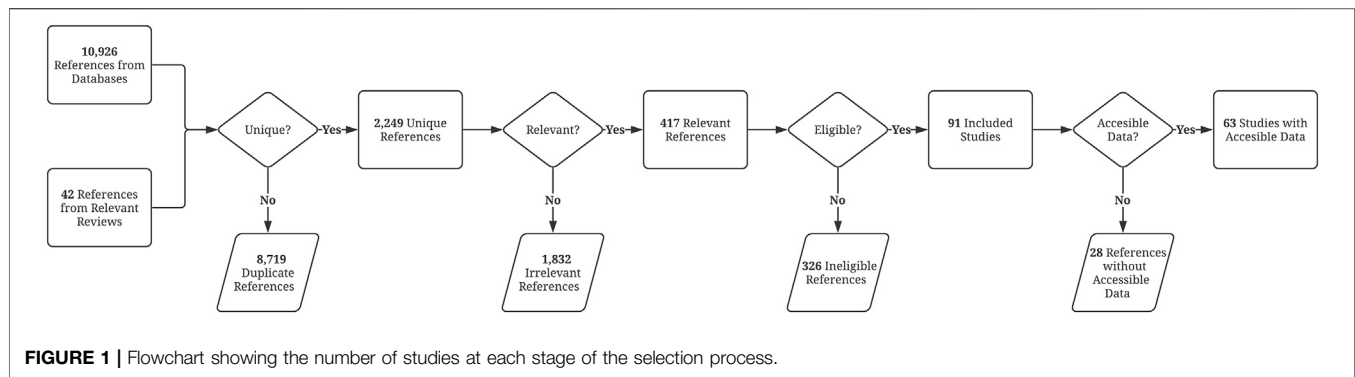 10,926
References from
Databases
42 References
from Relevant
Reviews
Unique?
Yes
No
8,719
Duplicate
References
2,249 Unique
References
Relevant?
Yes
No
1,832
Irrelevant
References
417 Relevant
References
Eligible?
Yes
No
326 Ineligible
References
91 Included
Studies
Accesible
Data?
Yes
No
28 References
without
Accessible
Data
63 Studies with
Accesible Data
FIGURE 1 | Flowchart showing the number of studies at each stage of the selection process.